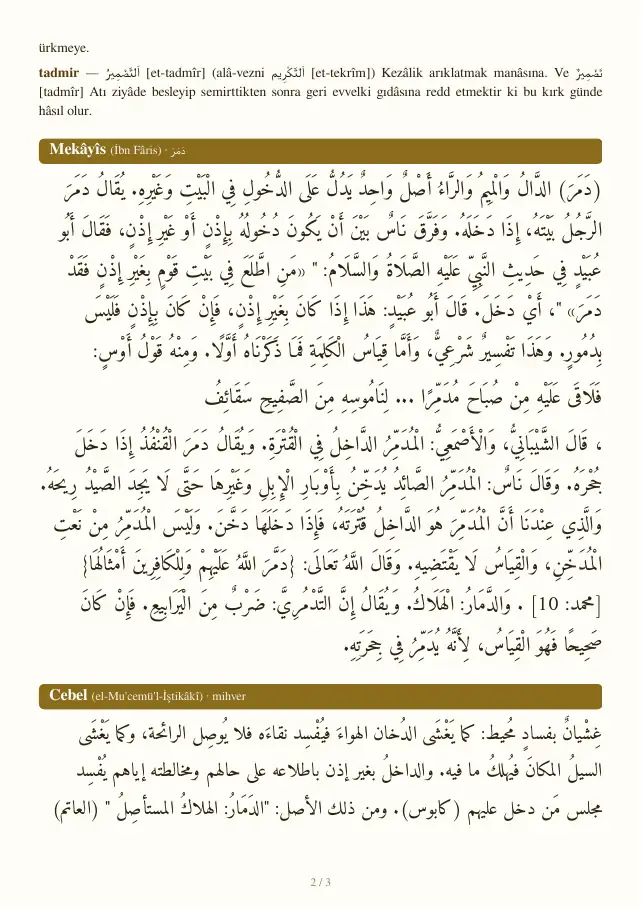 ürkmeye.
tadmir — اَلتَّضْمِيرُ [et-tadmîr] (alâ-vezni اَلتَّكْرِيم [et-tekrîm]) Kezâlik arıklatmak manâsına. Ve تَضْمِيرٌ
[tadmîr] Atı ziyâde besleyip semirttikten sonra geri evvelki gıdâsına redd etmektir ki bu kırk günde
hâsıl olur.
Mekâyîs (İbn Fâris) · دَمَرَ
(دَمَرَ) الدَّالُ وَالْمِيمُ وَالرَّاءُ أَصْلٌ وَاحِدٌ يَدُلُّ عَلَى الدُّخُولِ فِي الْبَيْتِ وَغَيْرِهِ. يُقَالُ دَمَرَ
الرَّجُلُ بَيْتَهُ، إِذَا دَخَلَهُ. وَفَرَّقَ نَاسٌ بَيْنَ أَنْ يَكُونَ دُخُولُهُ بِإِذْنٍ أَوْ غَيْرِ إِذْنٍ، فَقَالَ أَبُو
عُبَيْدٍ فِي حَدِيثِ النَّبِيِّ عَلَيْهِ الصَّلَاةُ وَالسَّلَامُ: " «مَنِ اطَّلَعَ فِي بَيْتِ قَوْمٍ بِغَيْرِ إِذْنٍ فَقَدْ
دَمَرَ» "، أَيْ دَخَلَ. قَالَ أَبُو عُبَيْدٍ: هَذَا إِذَا كَانَ بِغَيْرِ إِذْنٍ، فَإِنْ كَانَ بِإِذْنٍ فَلَيْسَ
بِدُمُورٍ. وَهَذَا تَفْسِيرٌ شَرْعِيٌّ، وَأَمَّا قِيَاسُ الْكَلِمَةِ فَمَا ذَكَرْنَاهُ أَوَّلًا. وَمِنْهُ قَوْلُ أَوْسٍ:
فَلَاقَى عَلَيْهِ مِنْ صُبَاحَ مُدَمِّرًا ... لِنَامُوسِهِ مِنَ الصَّفِيحِ سَقَائِفُ
، قَالَ الشَّيْبَانِيُّ، وَالْأَصْمَعِيُّ: الْمُدَمِّرُ الدَّاخِلُ فِي الْقُتْرَةِ. وَيُقَالُ دَمَرَ الْقُنْفُذُ إِذَا دَخَلَ
جُحْرَهُ. وَقَالَ نَاسٌ: الْمُدَمِّرُ الصَّائِدُ يُدَخِّنُ بِأَوْبَارِ الْإِبِلِ وَغَيْرِهَا حَتَّى لَا يَجِدَ الصَّيْدُ رِيحَهُ.
وَالَّذِي عِنْدَنَا أَنَّ الْمُدَمِّرَ هُوَ الدَّاخِلُ قُتْرَتَهُ، فَإِذَا دَخَلَهَا دَخَّنَ. وَلَيْسَ الْمُدَمِّرُ مِنْ نَعْتِ
الْمُدَخِّنِ، وَالْقِيَاسُ لَا يَقْتَضِيهِ. وَقَالَ اللَّهُ تَعَالَى: {دَمَّرَ اللَّهُ عَلَيْهِمْ وَلِلْكَافِرِينَ أَمْثَالُهَا}
[محمد: 10] . وَالدَّمَارُ: الْهَلَاكُ. وَيُقَالُ إِنَّ التَّدْمُرِيَّ: ضَرْبٌ مِنَ الْيَرَابِيعِ. فَإِنْ كَانَ
صَحِيحًا فَهُوَ الْقِيَاسُ، لِأَنَّهُ يُدَمِّرُ فِي جِحَرَتِهِ.
Cebel (el-Mu'cemü'l-İştikâkî) · mihver
غِشْيانٌ بفسادٍ مُحيط: كما يَغْشَى الدُخان الهواءَ فيُفْسِد نقاءَه فلا يُوصِل الرائحة، وكما يَغْشَى
السيلُ المكانَ فيُهلكُ ما فيه. والداخلُ بغير إذن باطلاعه على حالهم ومخالطته إياهم يُفْسِد
مجلس مَن دخل عليهم (كابوس). ومن ذلك الأصل: "الدَمَارُ: الهلاكُ المستأصِلُ " (العاتم)
2 / 3